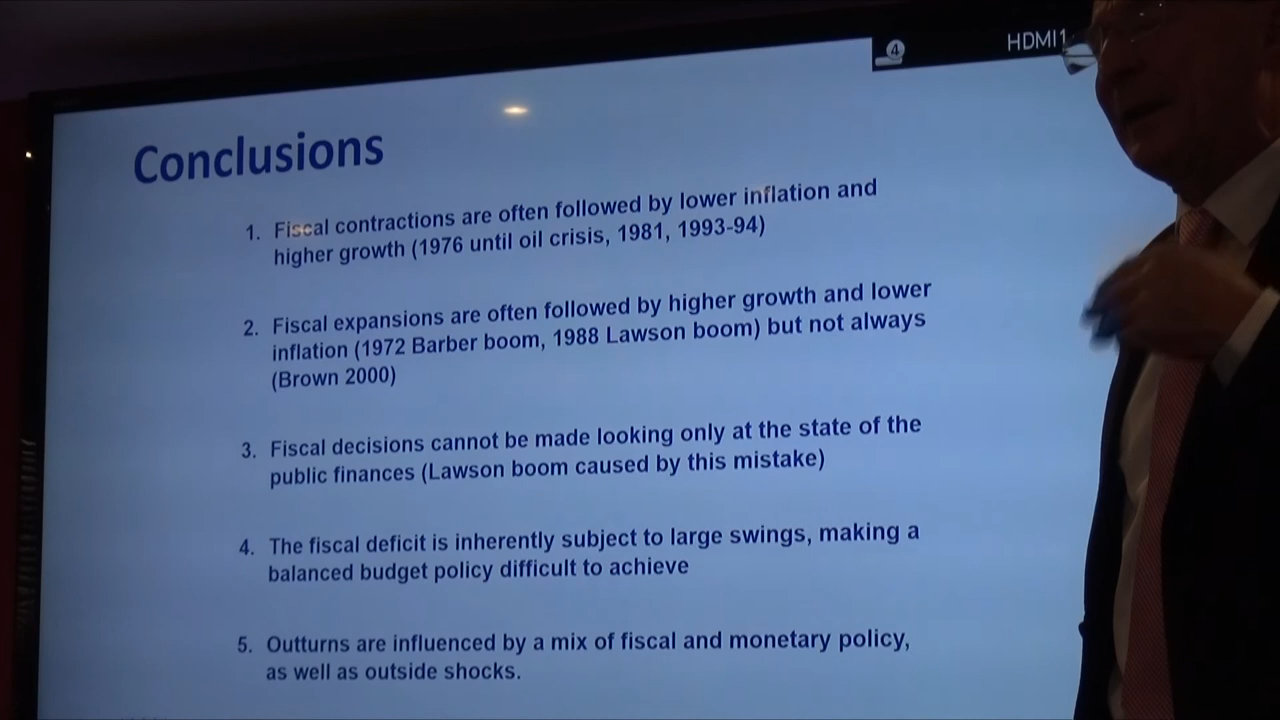 4
HDMI1
Conclusions
1. Fiscal contractions are often followed by lower inflation and
higher growth (1976 until oil crisis, 1981, 1993-94)
2. Fiscal expansions are often followed by higher growth and lower
inflation (1972 Barber boom, 1988 Lawson boom) but not always
(Brown 2000)
3. Fiscal decisions cannot be made looking only at the state of the
public finances (Lawson boom caused by this mistake)
4. The fiscal deficit is inherently subject to large swings, making a
balanced budget policy difficult to achieve
5. Outturns are influenced by a mix of fiscal and monetary policy,
as well as outside shocks.